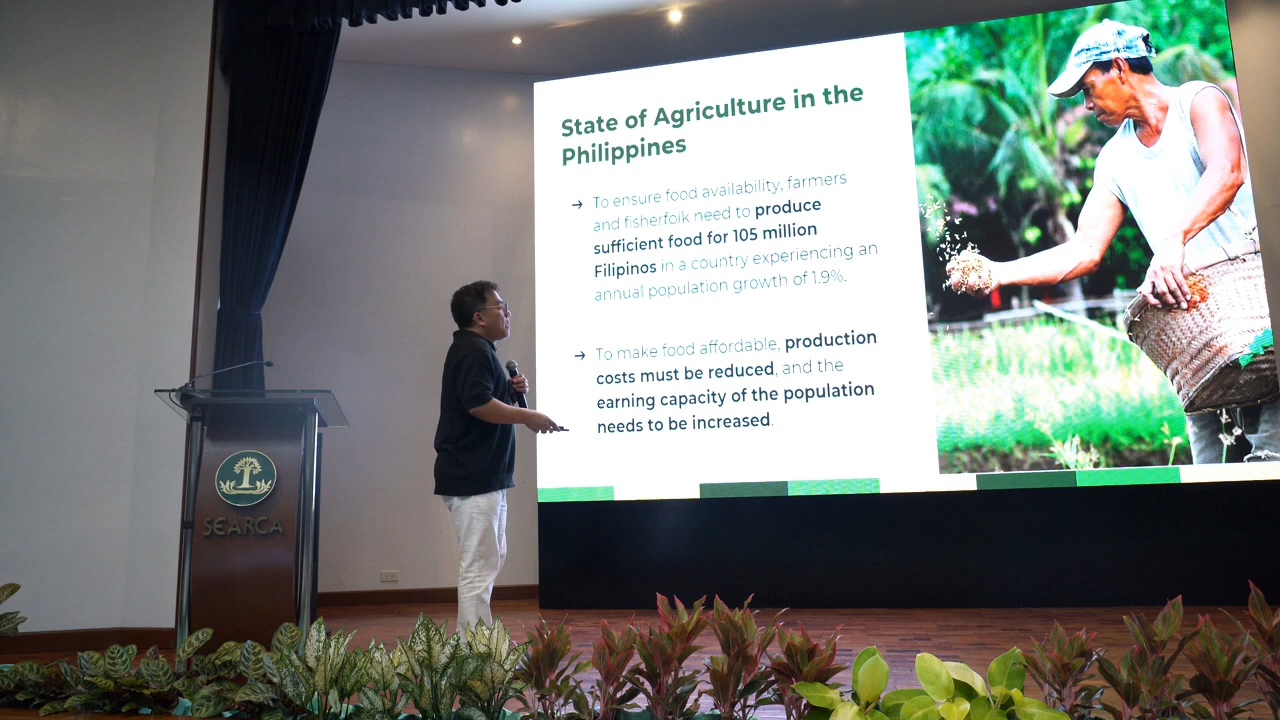 State of Agriculture in the
Philippines
→ To ensure food availability, farmers
and fisherfolk need to produce
sufficient food for 105 million
Filipinos in a country experiencing an
annual population growth of 1.9%.
→ To make food affordable, production
costs must be reduced, and the
earning capacity of the population
needs to be increased.
SEARCA